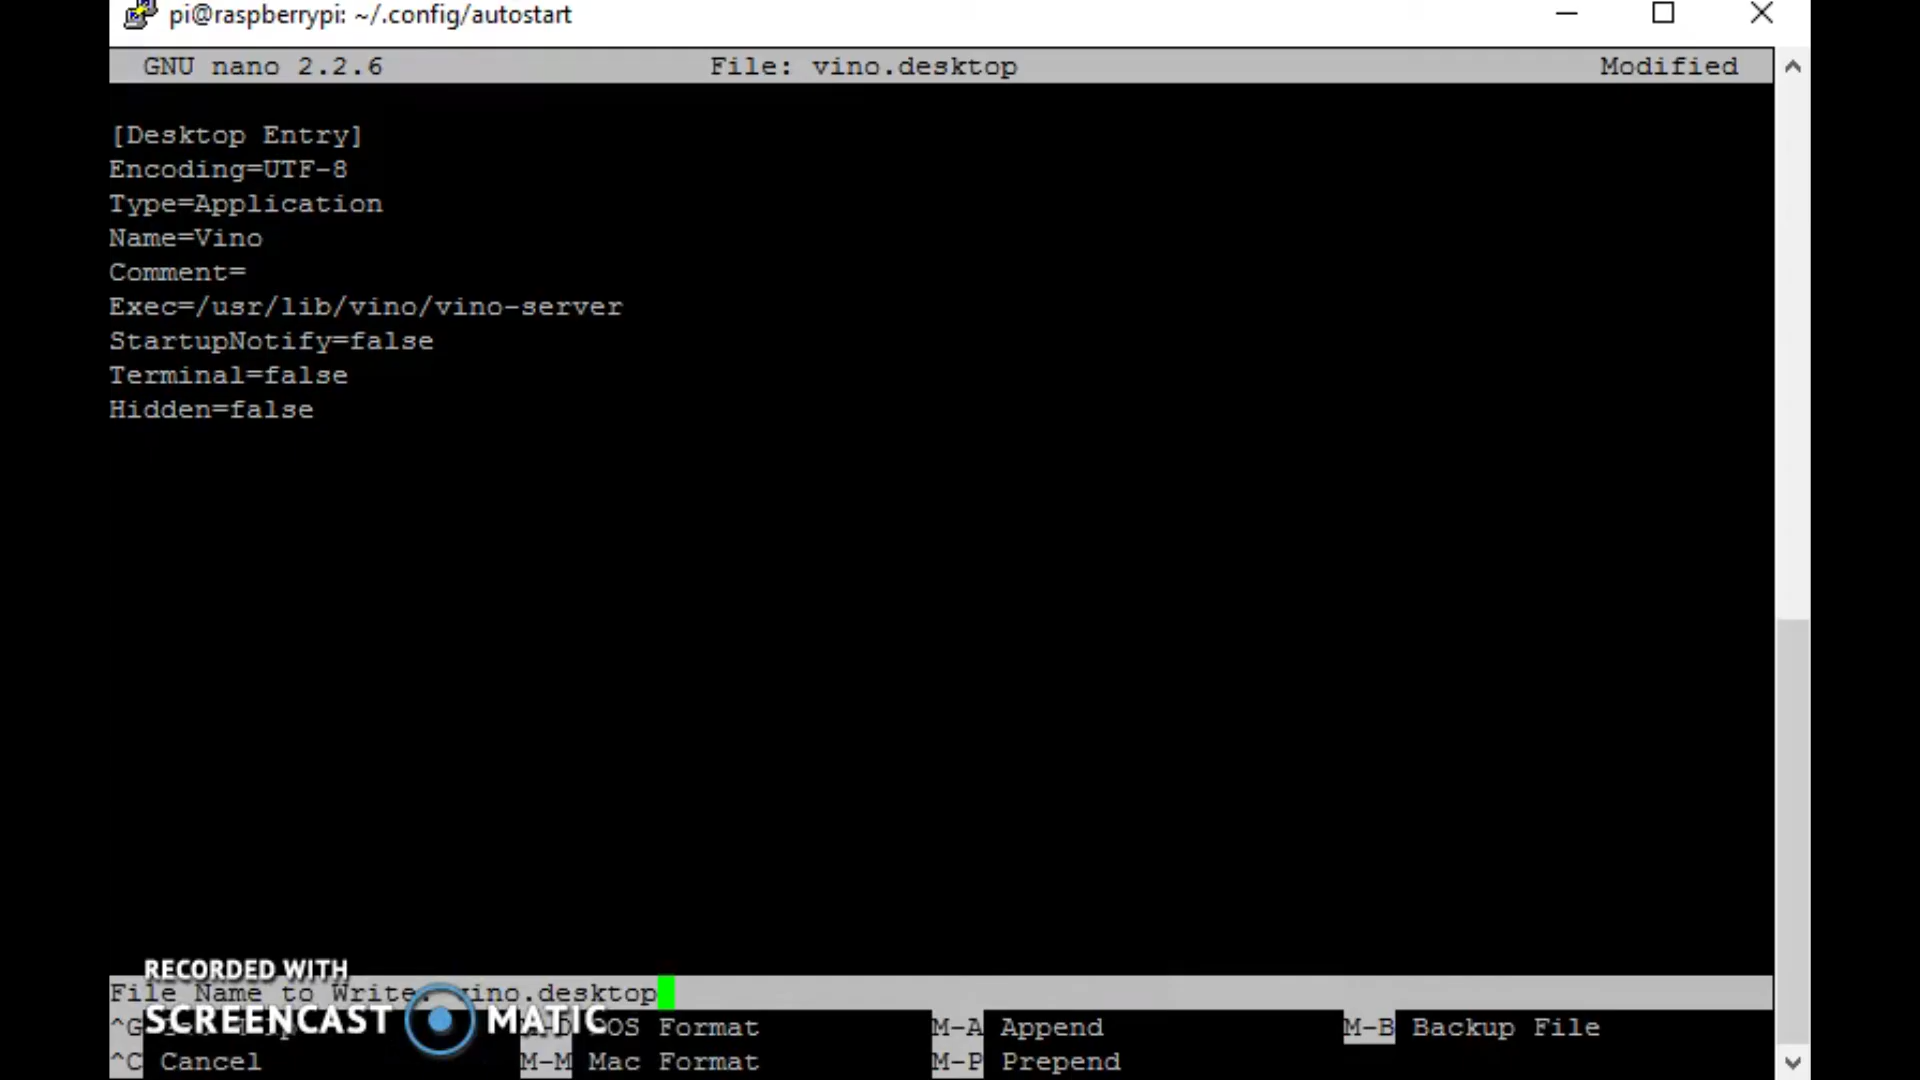 pi@raspberrypi: ~/.config/autostart
GNU nano 2.2.6 File: vino.desktop Modified
[Desktop Entry]
Encoding=UTF-8
Type=Application
Name=Vino
Comment=
Exec=/usr/lib/vino/vino-server
StartupNotify=false
Terminal=false
Hidden=false
RECORDED WITH
File Name to Write: vino.desktop
SCREENCAST MATIC
^G M-D DOS Format M-A Append M-B Backup File
^C Cancel M-M Mac Format M-P Prepend